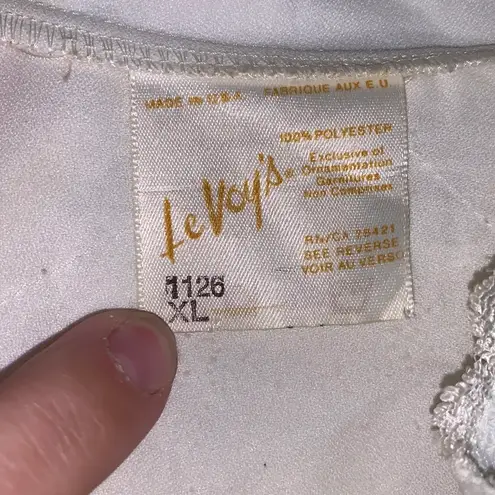 MADE IN U.S.A. FABRIQUE AUX E.U.
100% POLYESTER
Exclusive of
Ornamentation
Garnitures
Non Comprises
LeVoy's®
RN/CA 28421
SEE REVERSE
VOIR AU VERSO
1126
XL